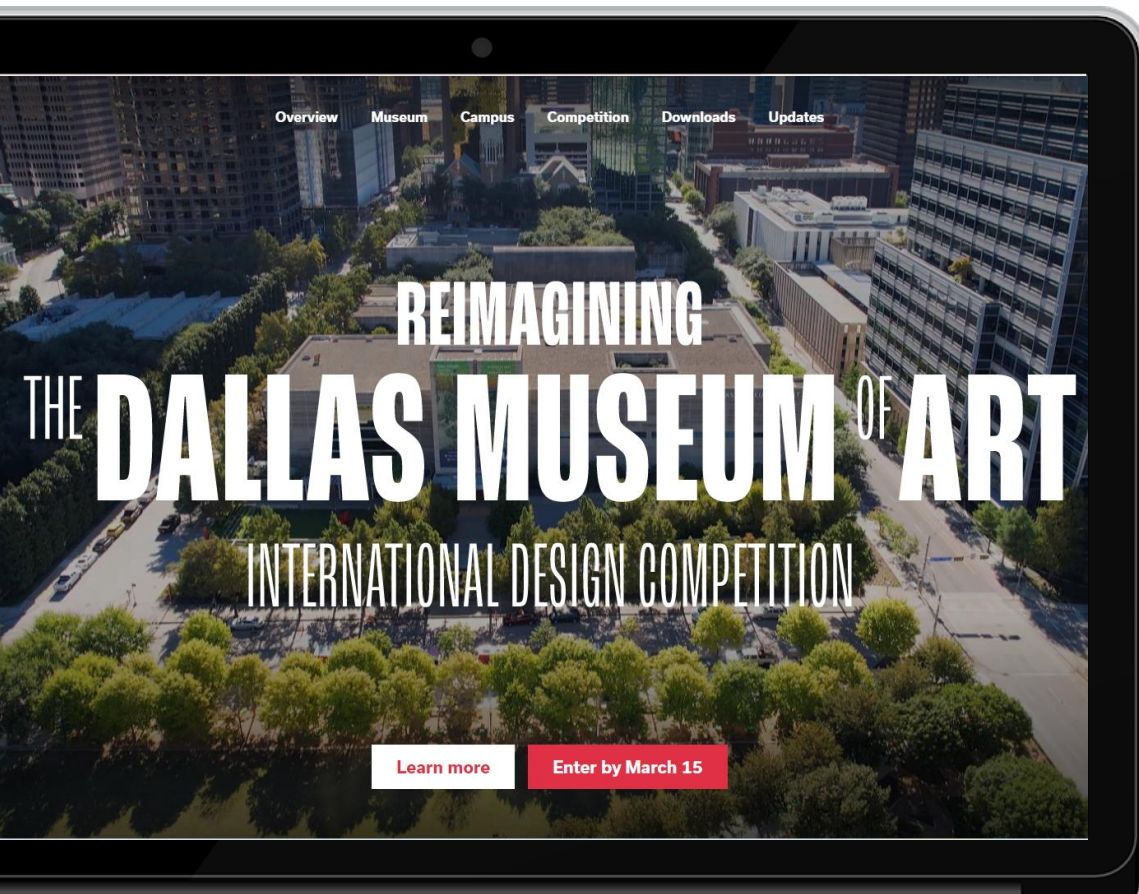 Overview Museum Campus Competition Downloads Updates
REIMAGINING
THE DALLAS MUSEUM OF ART
INTERNATIONAL DESIGN COMPETITION
Learn more Enter by March 15